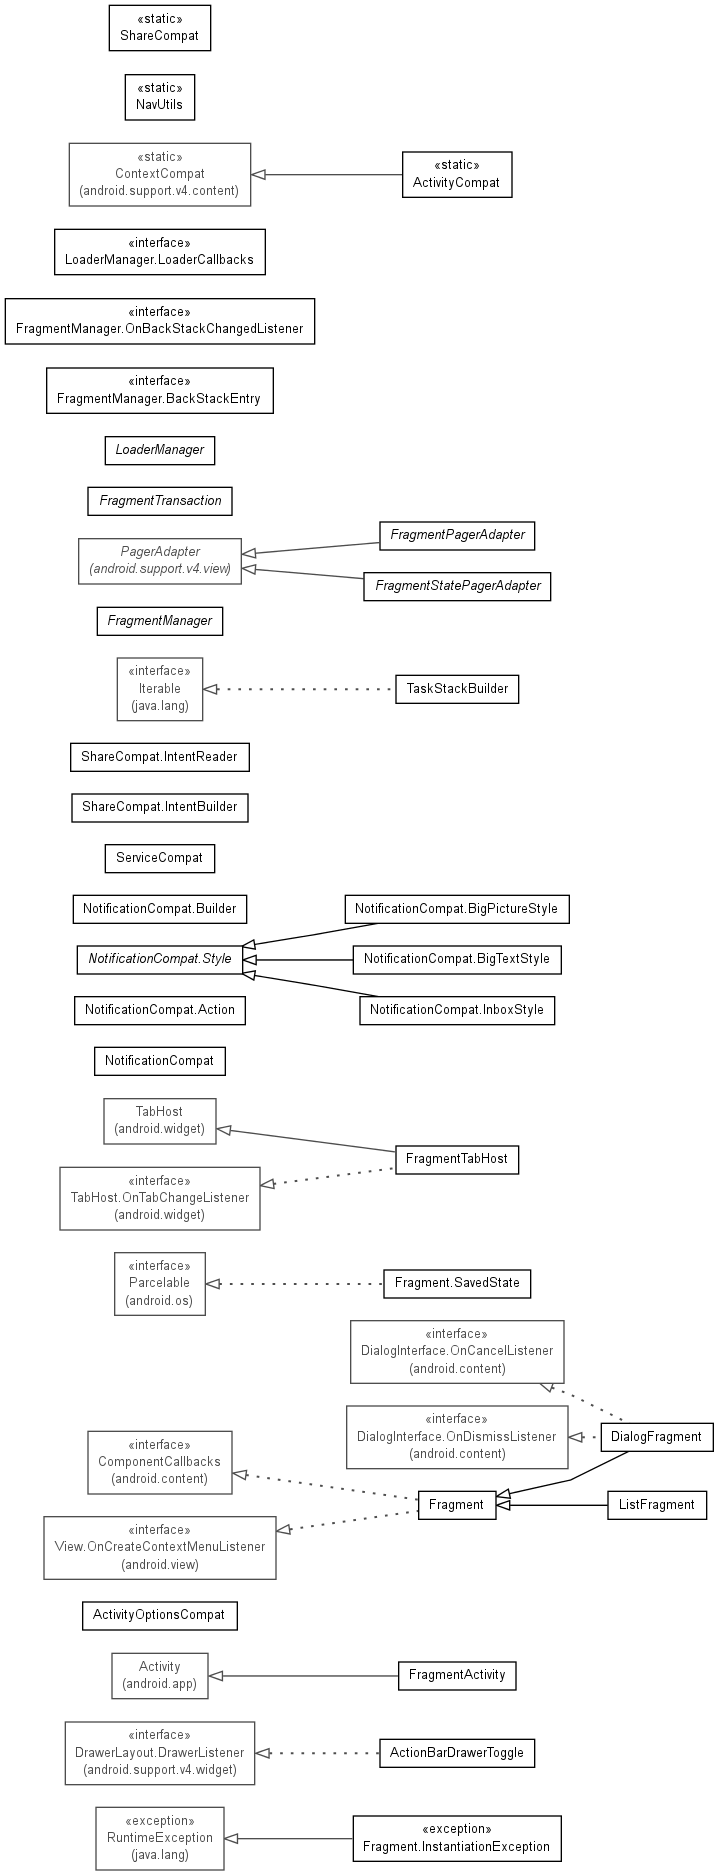 «static»
ShareCompat
«static»
NavUtils
«static»
ContextCompat
(android.support.v4.content)
«static»
ActivityCompat
«interface»
LoaderManager.LoaderCallbacks
«interface»
FragmentManager.OnBackStackChangedListener
«interface»
FragmentManager.BackStackEntry
LoaderManager
FragmentTransaction
PagerAdapter
(android.support.v4.view)
FragmentPagerAdapter
FragmentStatePagerAdapter
FragmentManager
«interface»
Iterable
(java.lang)
TaskStackBuilder
ShareCompat.IntentReader
ShareCompat.IntentBuilder
ServiceCompat
NotificationCompat.Builder
NotificationCompat.BigPictureStyle
NotificationCompat.Style
NotificationCompat.BigTextStyle
NotificationCompat.Action
NotificationCompat.InboxStyle
NotificationCompat
TabHost
(android.widget)
FragmentTabHost
«interface»
TabHost.OnTabChangeListener
(android.widget)
«interface»
Parcelable
(android.os)
Fragment.SavedState
«interface»
DialogInterface.OnCancelListener
(android.content)
«interface»
DialogInterface.OnDismissListener
(android.content)
DialogFragment
«interface»
ComponentCallbacks
(android.content)
Fragment
ListFragment
«interface»
View.OnCreateContextMenuListener
(android.view)
ActivityOptionsCompat
Activity
(android.app)
FragmentActivity
«interface»
DrawerLayout.DrawerListener
(android.support.v4.widget)
ActionBarDrawerToggle
«exception»
RuntimeException
(java.lang)
«exception»
Fragment.InstantiationException